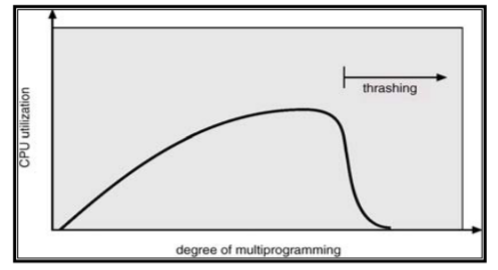 thrashing
CPU utilization
degree of multiprogramming